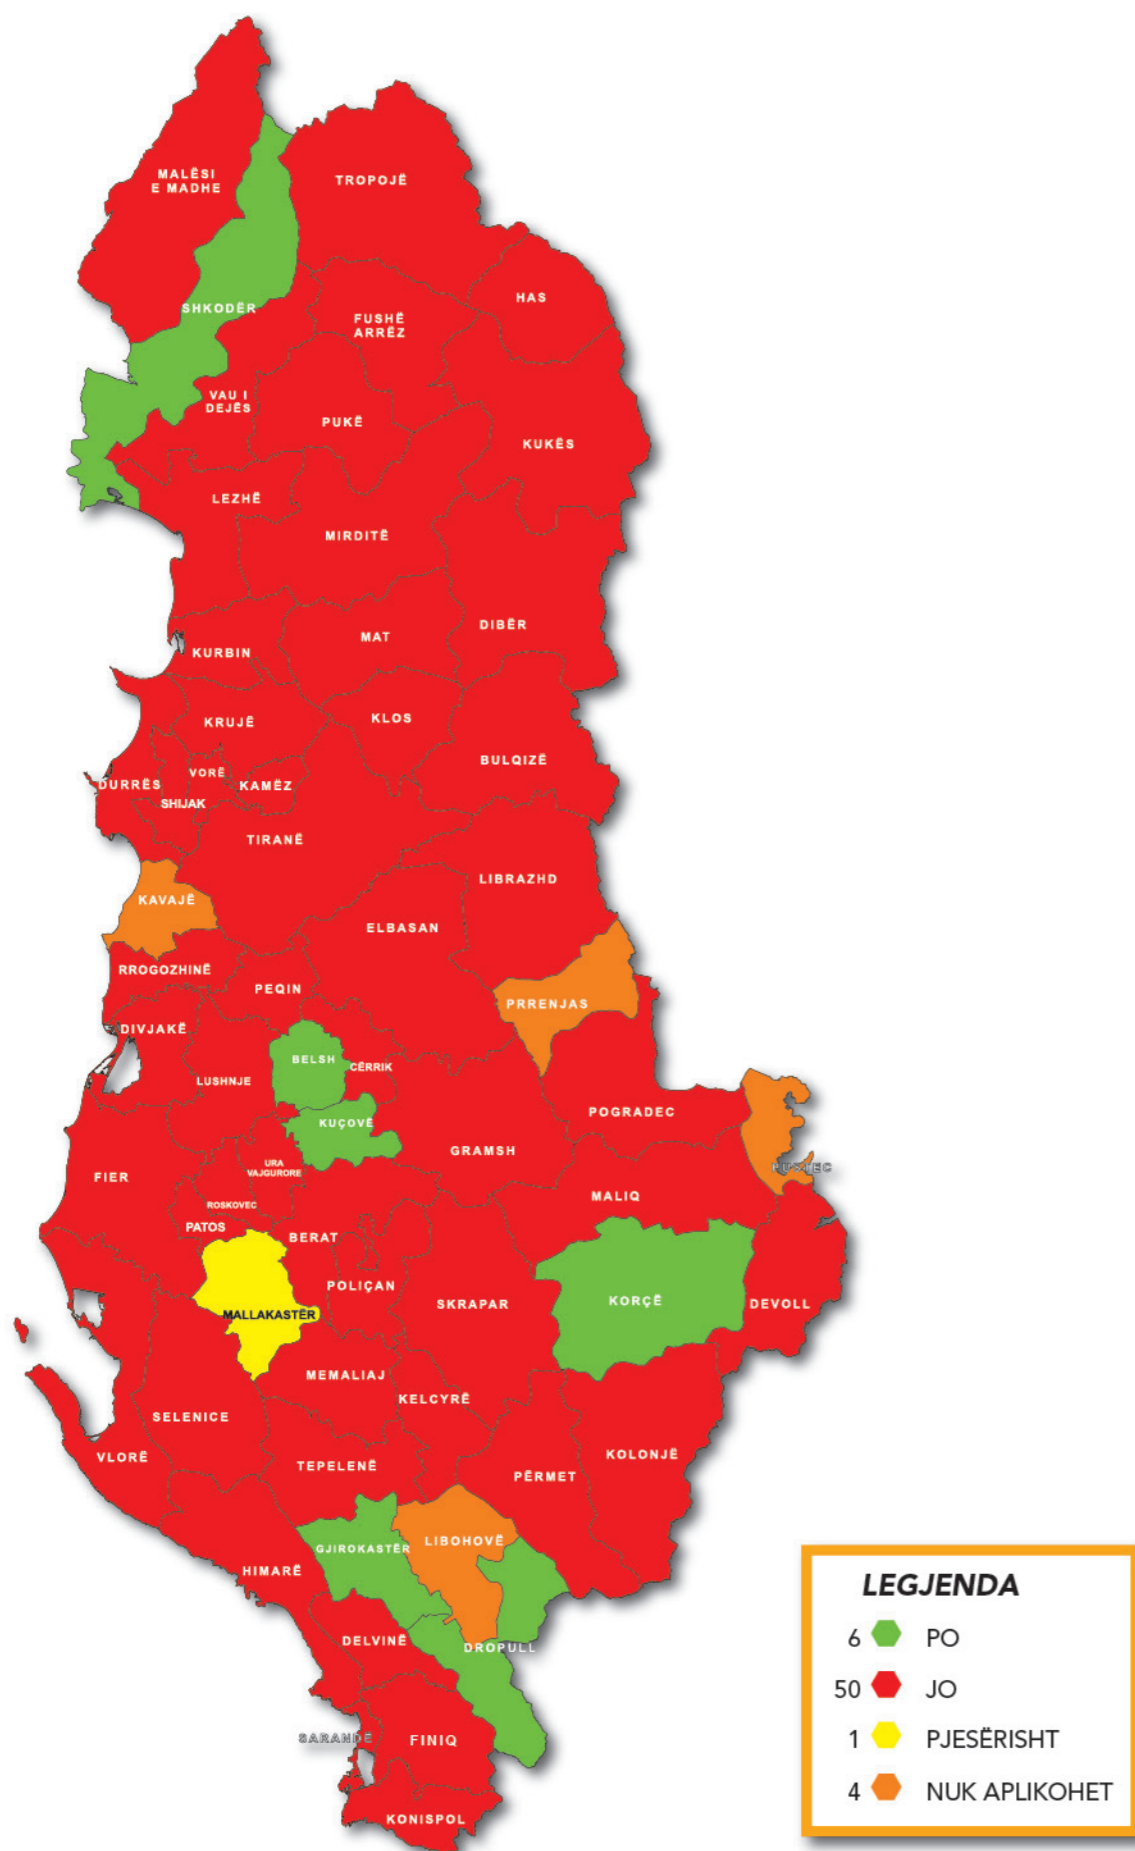 MALËSI
E MADHE
TROPOJË
HAS
SHKODËR
FUSHË
ARRËZ
VAU I
DEJËS
PUKË
KUKËS
LEZHË
MIRDITË
DIBËR
MAT
KURBIN
KRUJË
KLOS
BULQIZË
VORË
DURRËS
KAMËZ
SHIJAK
TIRANË
LIBRAZHD
KAVAJË
ELBASAN
RROGOZHINË
PEQIN
PRRENJAS
DIVJAKË
BELSH
CËRRIK
LUSHNJE
KUÇOVË
POGRADEC
GRAMSH
URA
VAJGURORE
PUSTEC
FIER
MALIQ
ROSKOVEC
PATOS
BERAT
POLIÇAN
SKRAPAR
KORÇË
DEVOLL
MALLAKASTËR
MEMALIAJ
KELCYRË
SELENICE
VLORË
TEPELENË
PËRMET
KOLONJË
GJIROKASTËR
LIBOHOVË
HIMARË
DELVINË
DROPULL
SARANDË
FINIQ
KONISPOL
LEGJENDA
6 PO
50 JO
1 PJESËRISHT
4 NUK APLIKOHET